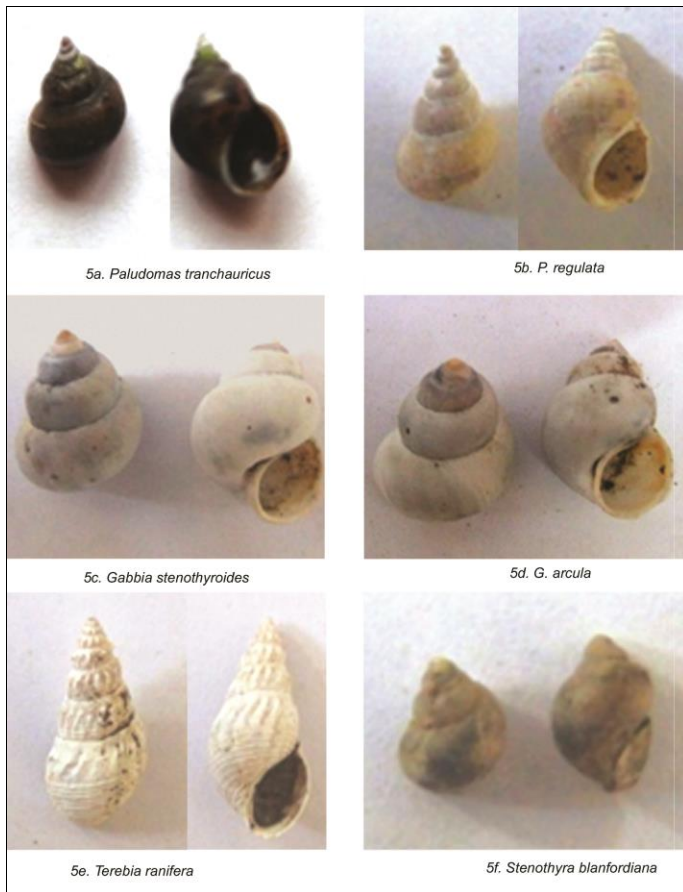 5a. Paludomas tranchauricus
5b. P. regulata
5c. Gabbia stenothyroides
5d. G. arcula
5e. Terebia ranifera
5f. Stenothyra blanfordiana